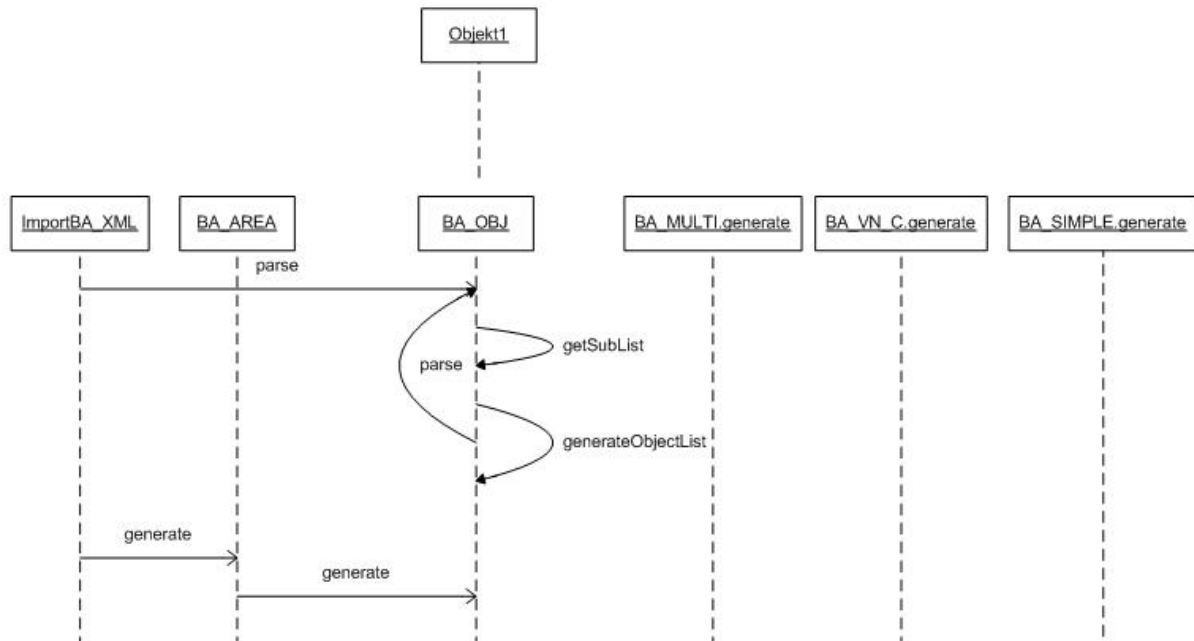 Objekt1
ImportBA_XML
BA_AREA
BA_OBJ
BA_MULTI.generate
BA_VN_C.generate
BA_SIMPLE.generate
parse
getSubList
parse
generateObjectList
generate
generate